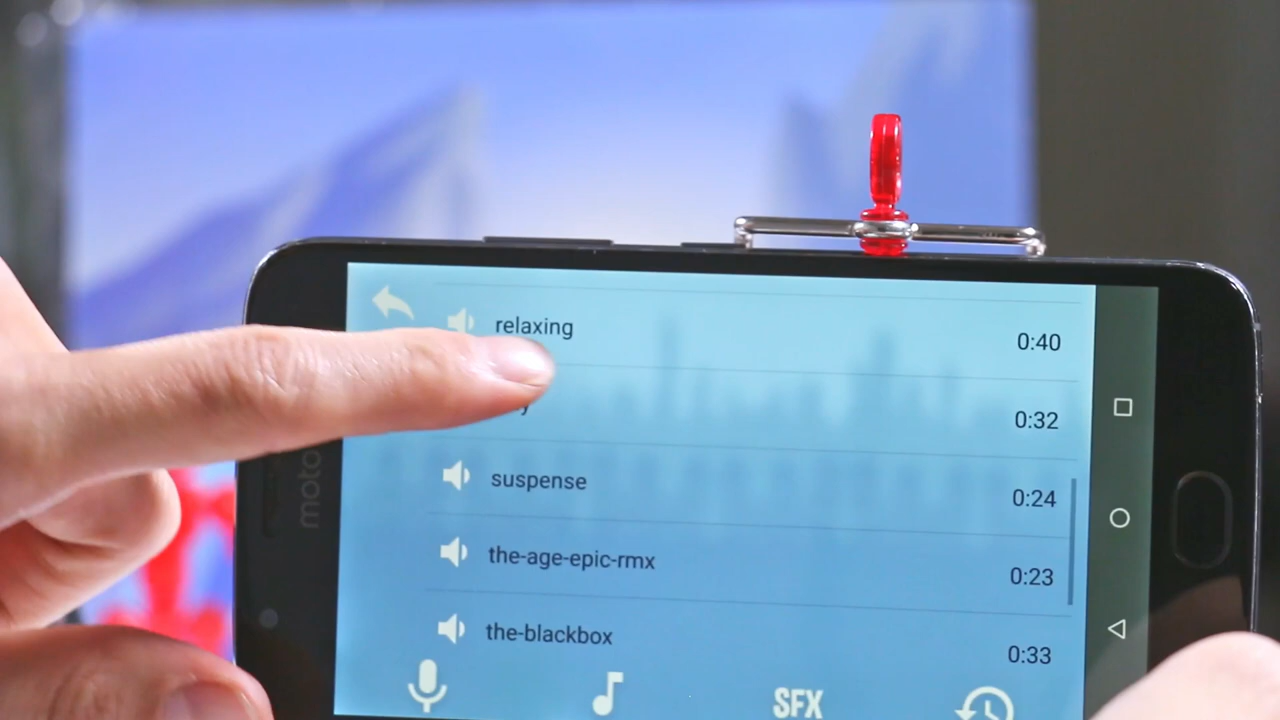 relaxing 0:40
0:32
suspense 0:24
the-age-epic-rmx 0:23
the-blackbox 0:33
SFX
moto